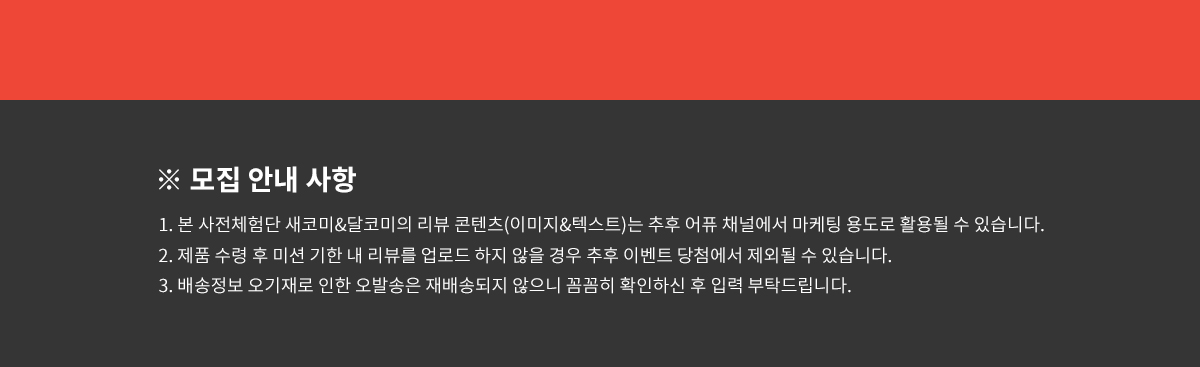 ※ 모집 안내 사항
1. 본 사전체험단 새코미&달코미의 리뷰 콘텐츠(이미지&텍스트)는 추후 어퓨 채널에서 마케팅 용도로 활용될 수 있습니다.
2. 제품 수령 후 미션 기한 내 리뷰를 업로드 하지 않을 경우 추후 이벤트 당첨에서 제외될 수 있습니다.
3. 배송정보 오기재로 인한 오발송은 재배송되지 않으니 꼼꼼히 확인하신 후 입력 부탁드립니다.